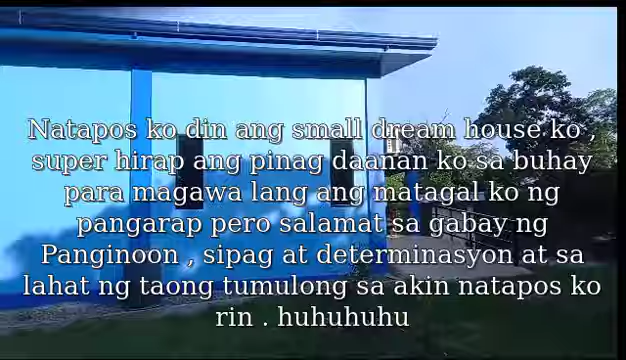 Natapos ko din ang small dream house ko ,
super hirap ang pinag daanan ko sa buhay
para magawa lang ang matagal ko ng
pangarap pero salamat sa gabay ng
Panginoon , sipag at determinasyon at sa
lahat ng taong tumulong sa akin natapos ko
rin . huhuhuhu